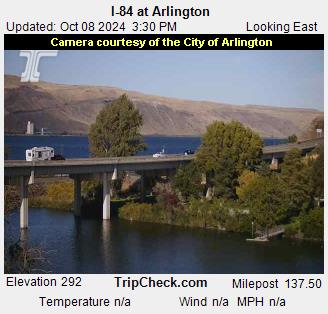 I-84 at Arlington
Updated: Oct 08 2024 3:30 PM Looking East
Camera courtesy of the City of Arlington
Elevation 292 TripCheck.com Milepost 137.50
Temperature n/a Wind n/a MPH n/a